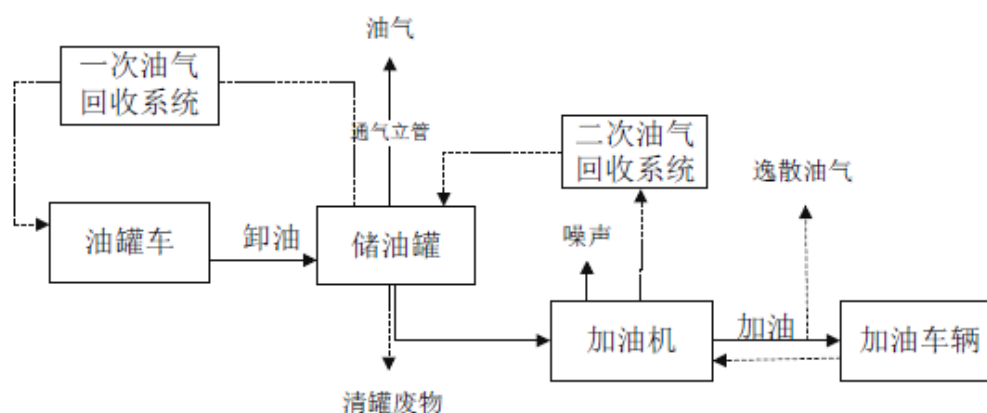 油气
一次油气
回收系统
通气立管
二次油气
回收系统
逸散油气
油罐车
卸油
储油罐
噪声
加油机
加油
加油车辆
清罐废物